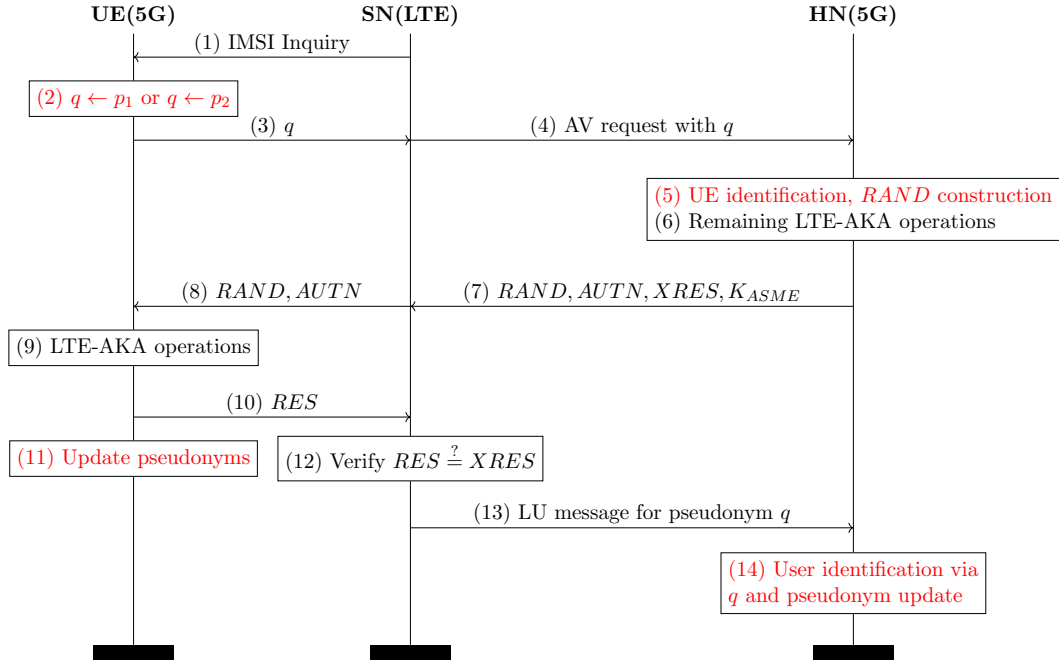 UE(5G)
SN(LTE)
HN(5G)
(1) IMSI Inquiry
(2) q ← p₁ or q ← p₂
(3) q
(4) AV request with q
(5) UE identification, RAND construction
(6) Remaining LTE-AKA operations
(8) RAND, AUTN
(7) RAND, AUTN, XRES, K_ASME
(9) LTE-AKA operations
(10) RES
(11) Update pseudonyms
(12) Verify RES ≟ XRES
(13) LU message for pseudonym q
(14) User identification via
q and pseudonym update